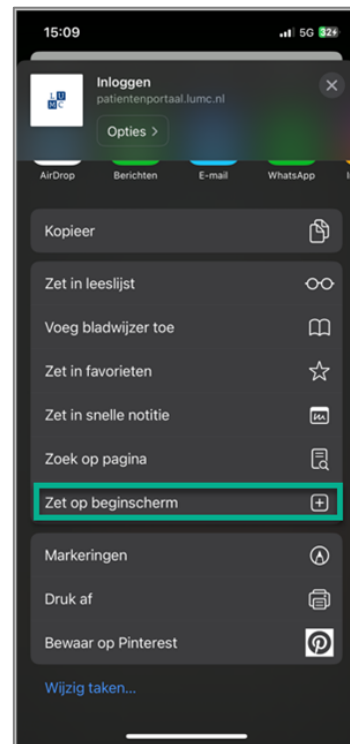 15:09
5G 32
LUMC
Inloggen
patientenportaal.lumc.nl
Opties >
AirDrop
Berichten
E-mail
WhatsApp
Kopieer
Zet in leeslijst
Voeg bladwijzer toe
Zet in favorieten
Zet in snelle notitie
Zoek op pagina
Zet op beginscherm
Markeringen
Druk af
Bewaar op Pinterest
Wijzig taken...